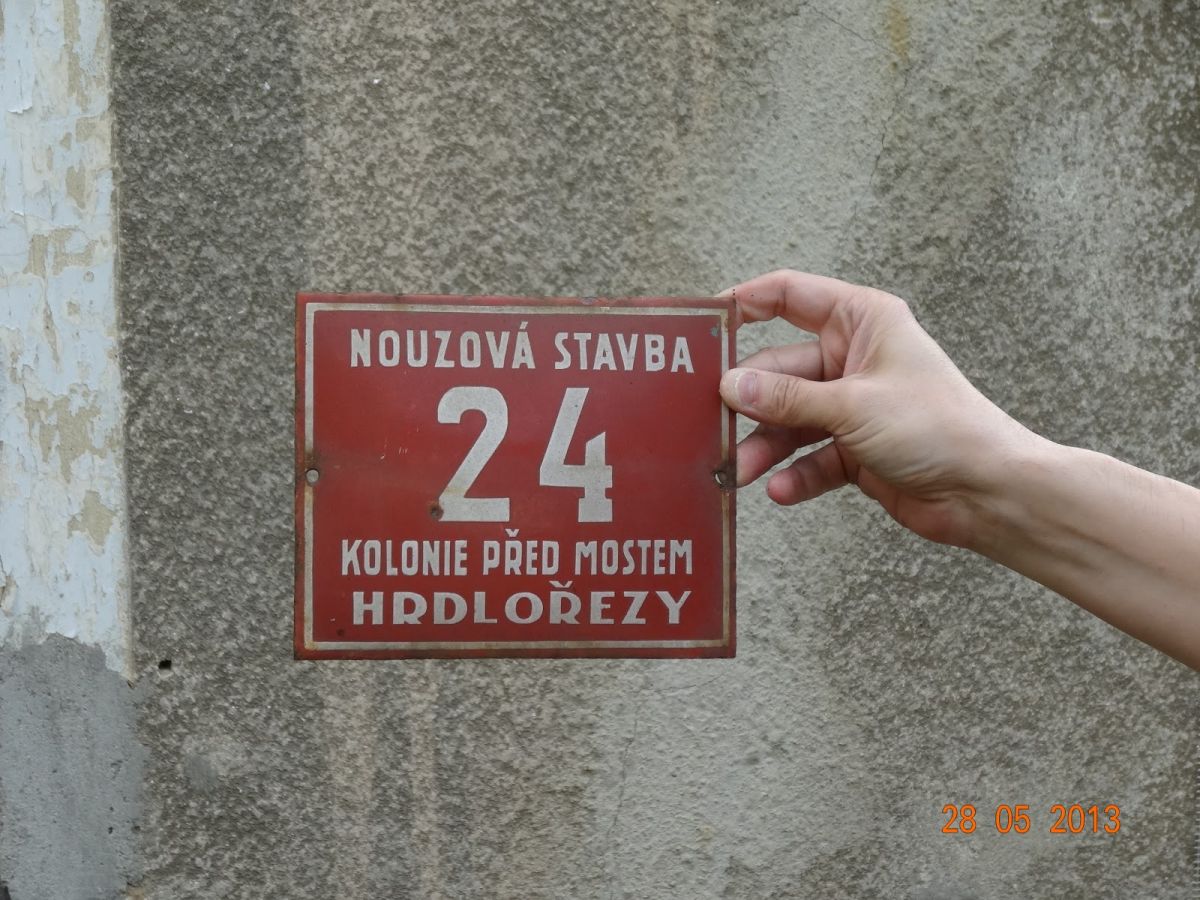 NOUZOVÁ STAVBA
24
KOLONIE PŘED MOSTEM
HRDLOŘEZY
28 05 2013